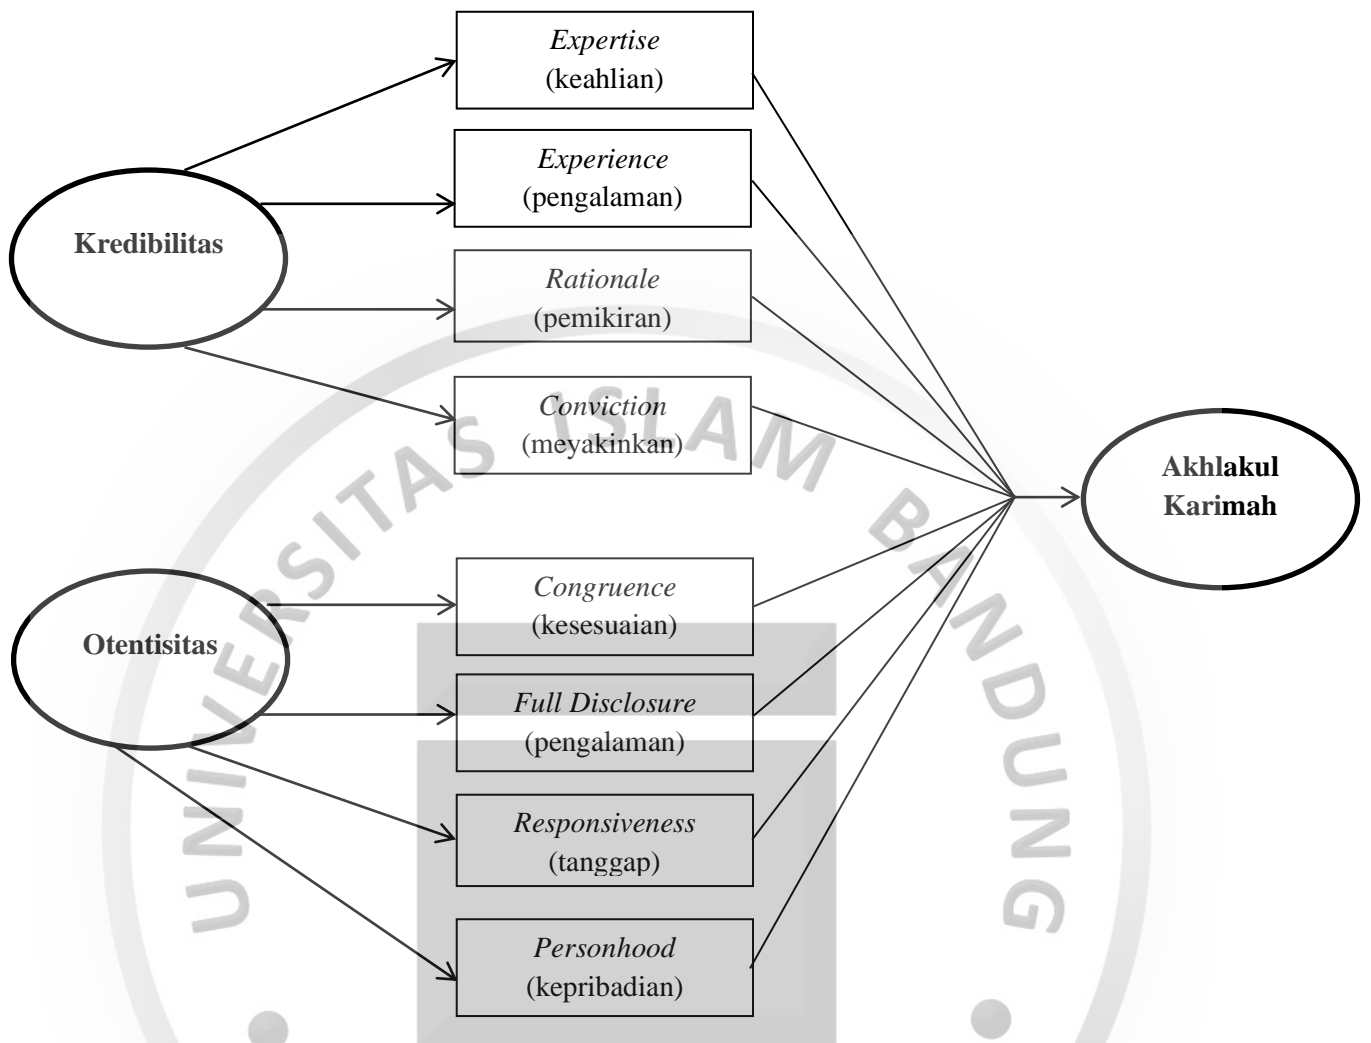 Expertise
(keahlian)
Experience
(pengalaman)
Kredibilitas
Rationale
(pemikiran)
Conviction
(meyakinkan)
Akhlakul
Karimah
Congruence
(kesesuaian)
Otentisitas
Full Disclosure
(pengalaman)
Responsiveness
(tanggap)
Personhood
(kepribadian)
UNIVERSITAS ISLAM BANDUNG